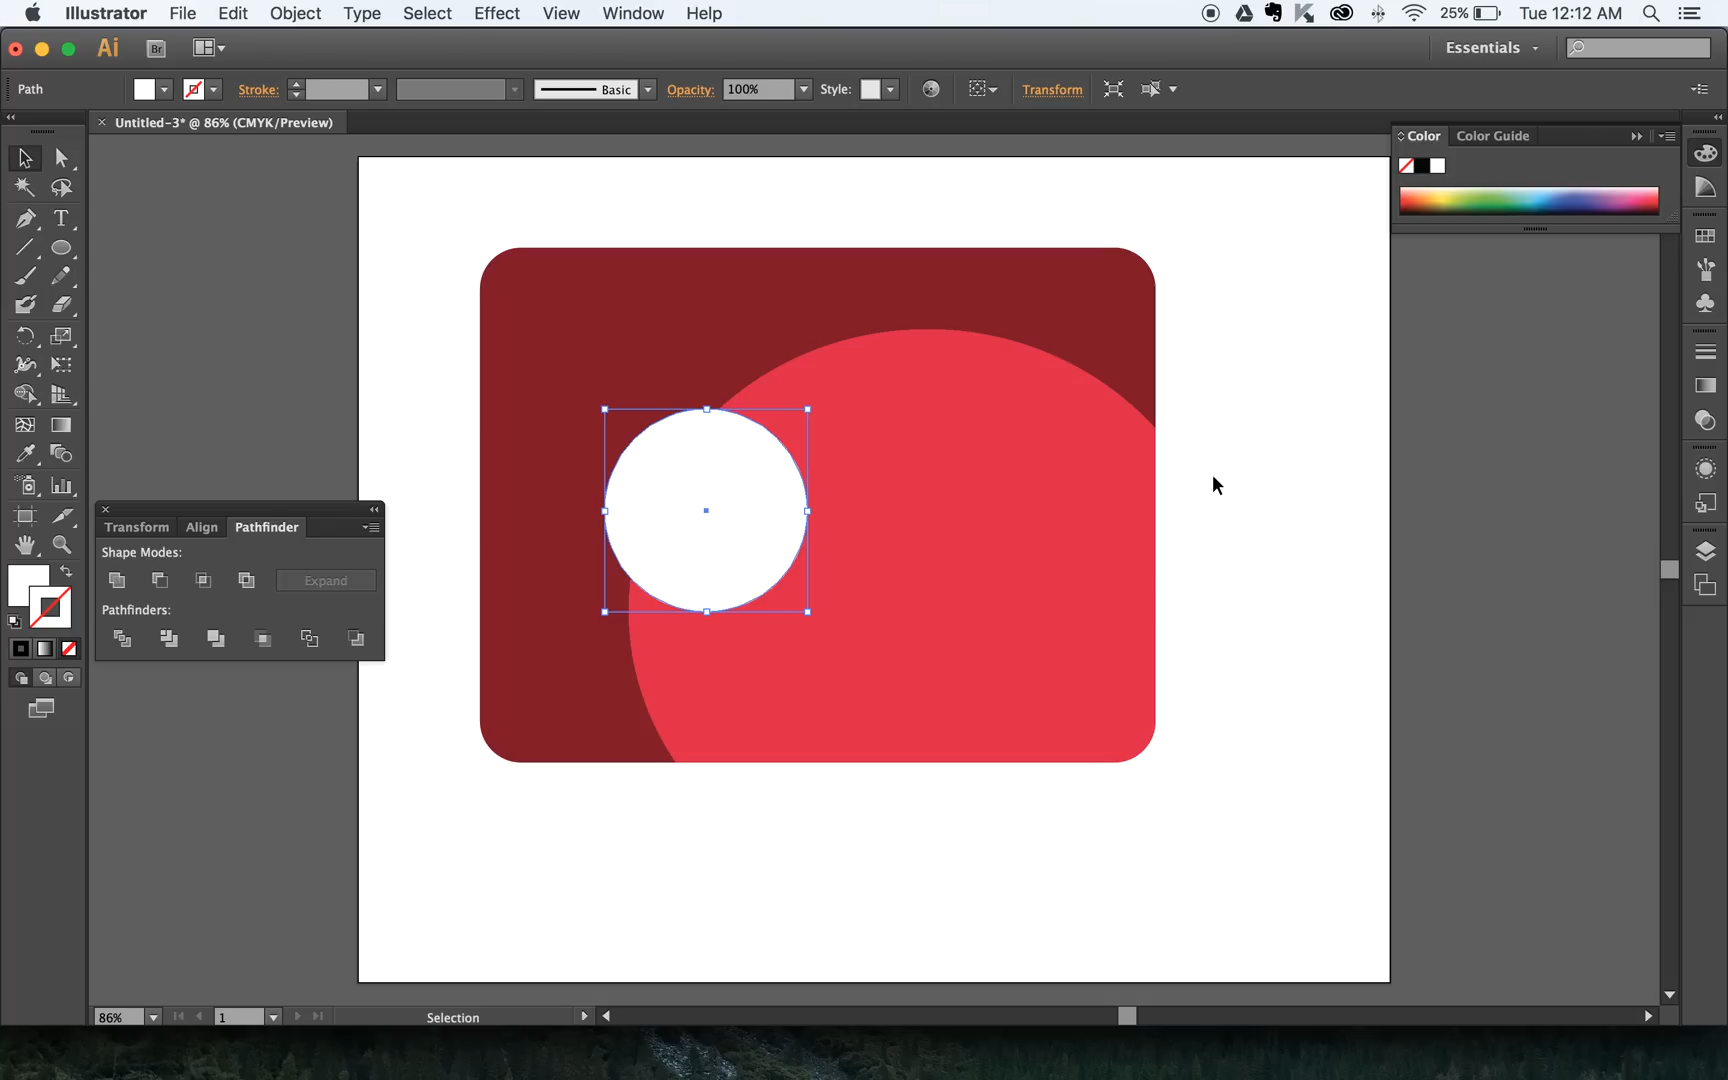 Illustrator File Edit Object Type Select Effect View Window Help 25% Tue 12:12 AM
Ai Br Essentials
Path Stroke: Basic Opacity: 100% Style: Transform
× Untitled-3* @ 86% (CMYK/Preview)
Color Color Guide
T
Transform Align Pathfinder
Shape Modes:
Expand
Pathfinders:
86% 1 Selection